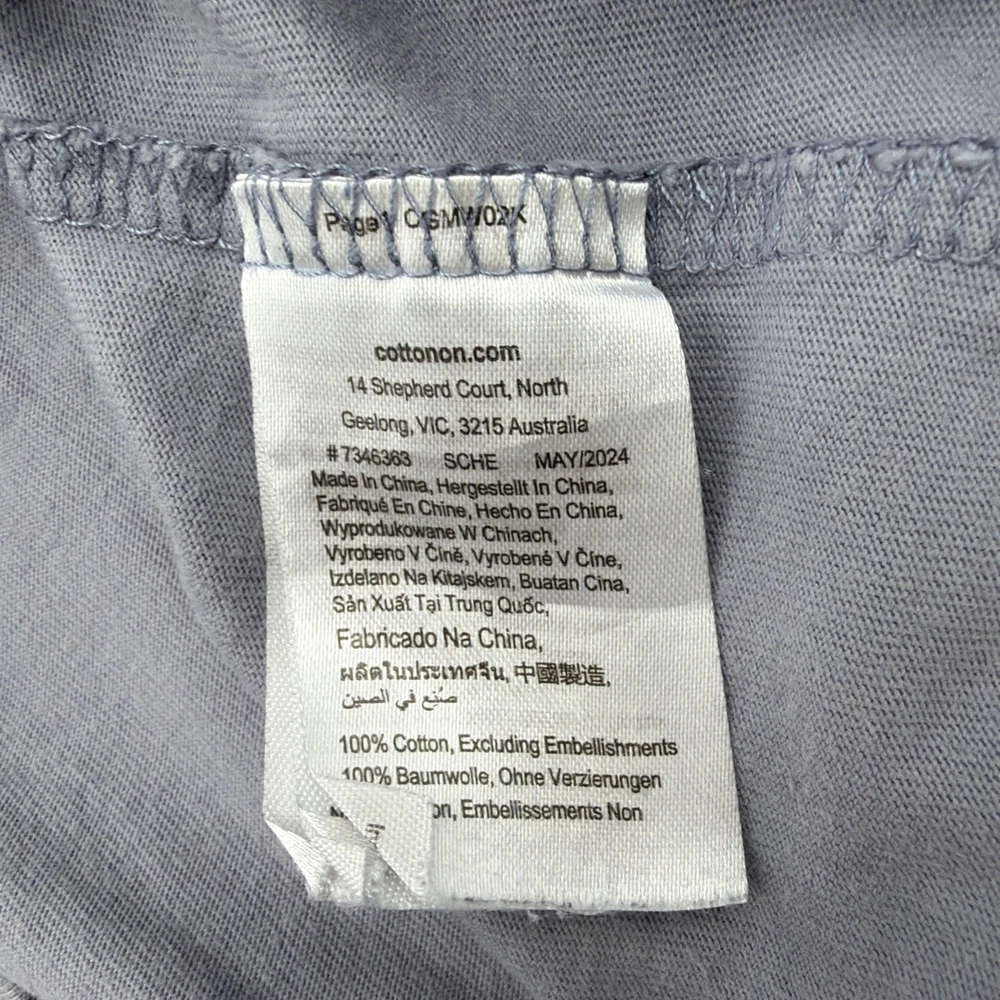 Page1 CGMW02K
cottonon.com
14 Shepherd Court, North
Geelong, VIC, 3215 Australia
#7346363 SCHE MAY/2024
Made In China, Hergestellt In China,
Fabriqué En Chine, Hecho En China,
Wyprodukowane W Chinach,
Vyrobeno V Číně, Vyrobené V Číne,
Izdelano Na Kitajskem, Buatan Cina,
Sản Xuất Tại Trung Quốc,
Fabricado Na China,
ผลิตในประเทศจีน, 中國製造,
صُنِع في الصين
100% Cotton, Excluding Embellishments
100% Baumwolle, Ohne Verzierungen
Embellissements Non